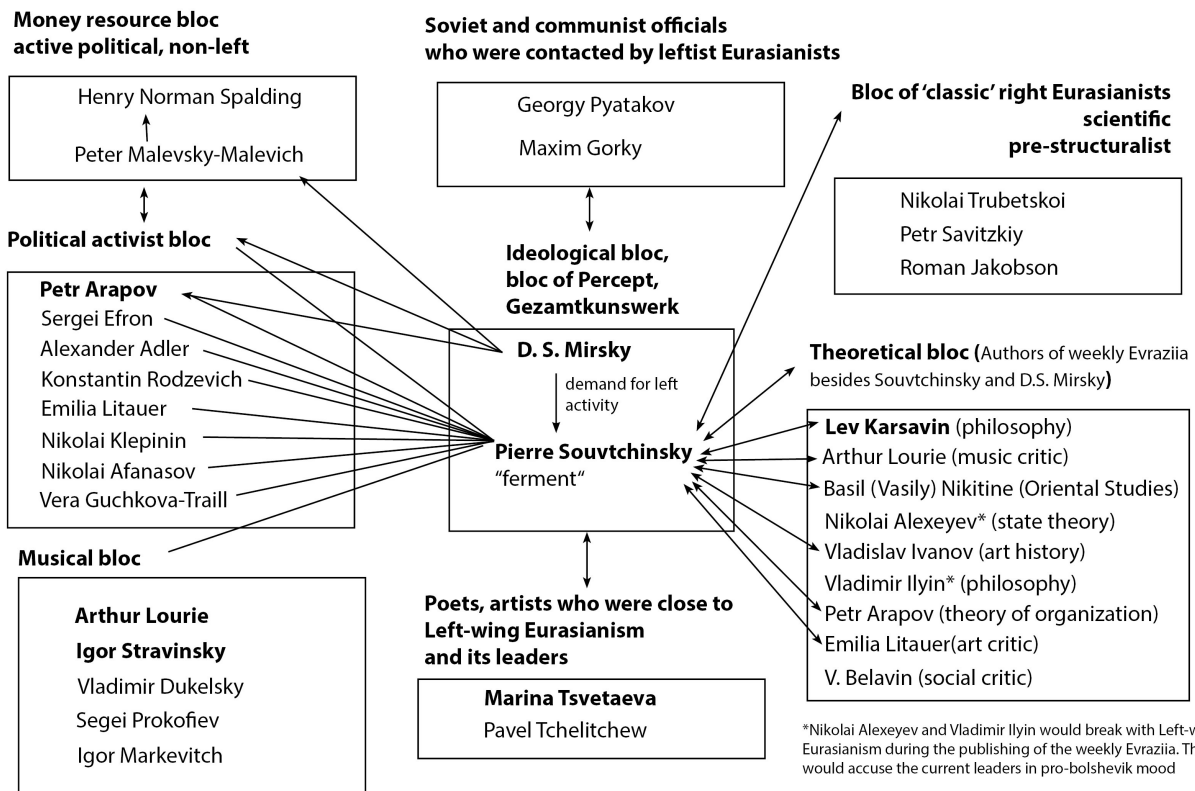 Money resource bloc
active political, non-left
Henry Norman Spalding
Peter Malevsky-Malevich
Soviet and communist officials
who were contacted by leftist Eurasianists
Georgy Pyatakov
Maxim Gorky
Bloc of ‘classic’ right Eurasianists
scientific
pre-structuralist
Nikolai Trubetskoi
Petr Savitzkiy
Roman Jakobson
Political activist bloc
Petr Arapov
Sergei Efron
Alexander Adler
Konstantin Rodzevich
Emilia Litauer
Nikolai Klepinin
Nikolai Afanasov
Vera Guchkova-Traill
Ideological bloc,
bloc of Percept,
Gezamtkunswerk
D. S. Mirsky
demand for left
activity
Pierre Souvtchinsky
“ferment“
Theoretical bloc (Authors of weekly Evraziia
besides Souvtchinsky and D.S. Mirsky)
Lev Karsavin (philosophy)
Arthur Lourie (music critic)
Basil (Vasily) Nikitine (Oriental Studies)
Nikolai Alexeyev* (state theory)
Vladislav Ivanov (art history)
Vladimir Ilyin* (philosophy)
Petr Arapov (theory of organization)
Emilia Litauer(art critic)
V. Belavin (social critic)
Musical bloc
Arthur Lourie
Igor Stravinsky
Vladimir Dukelsky
Segei Prokofiev
Igor Markevitch
Poets, artists who were close to
Left-wing Eurasianism
and its leaders
Marina Tsvetaeva
Pavel Tchelitchew
*Nikolai Alexeyev and Vladimir Ilyin would break with Left-w
Eurasianism during the publishing of the weekly Evraziia. Th
would accuse the current leaders in pro-bolshevik mood